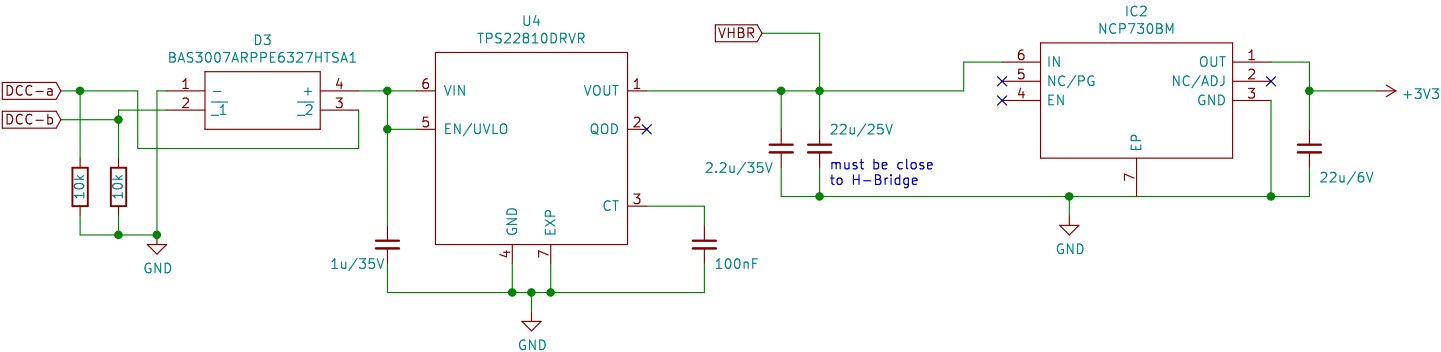 D3
BAS3007ARPPE6327HTSA1
DCC-a
DCC-b
1
2
-
_1
+
_2
4
3
10k
10k
GND
U4
TPS22810DRVR
6
VIN
5
EN/UVLO
VOUT
1
QOD
2
CT
3
GND
EXP
4
7
1u/35V
100nF
GND
VHBR
22u/25V
2.2u/35V
must be close
to H-Bridge
IC2
NCP730BM
6
IN
5
NC/PG
4
EN
OUT
1
NC/ADJ
2
GND
3
EP
7
GND
+3V3
22u/6V